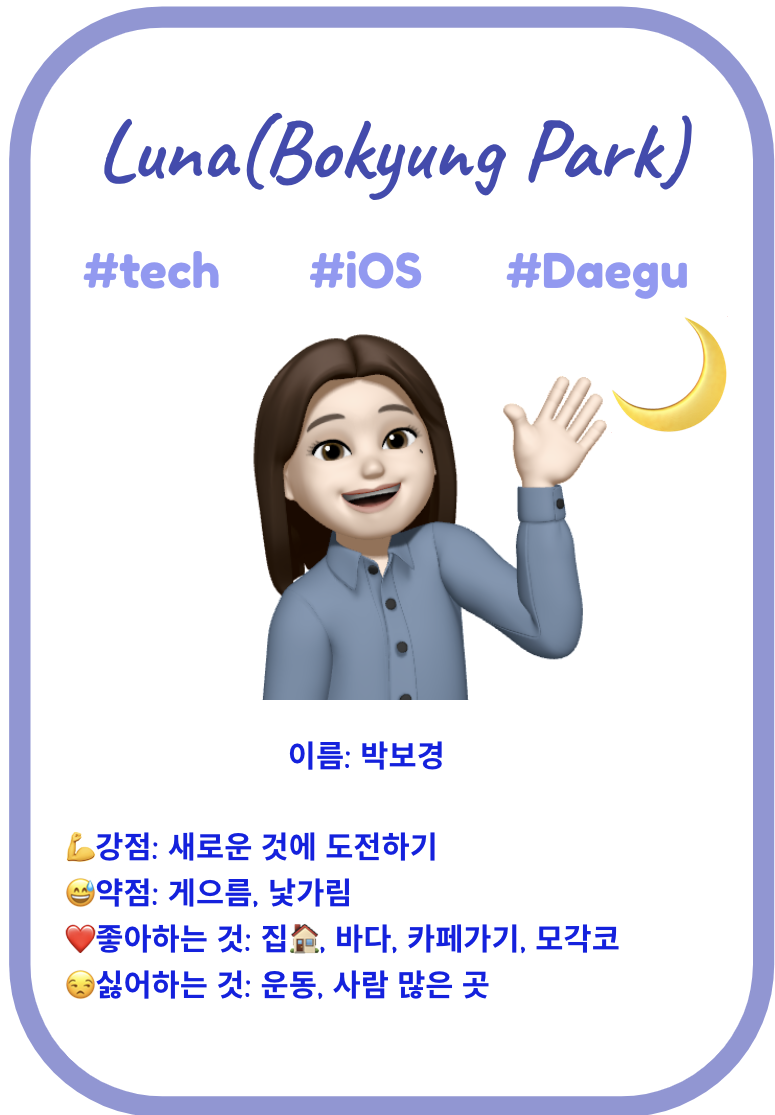 Luna(Bokyung Park)
#tech #iOS #Daegu
이름: 박보경
💪강점: 새로운 것에 도전하기
😅약점: 게으름, 낯가림
❤️좋아하는 것: 집🏠, 바다, 카페가기, 모각코
😒싫어하는 것: 운동, 사람 많은 곳